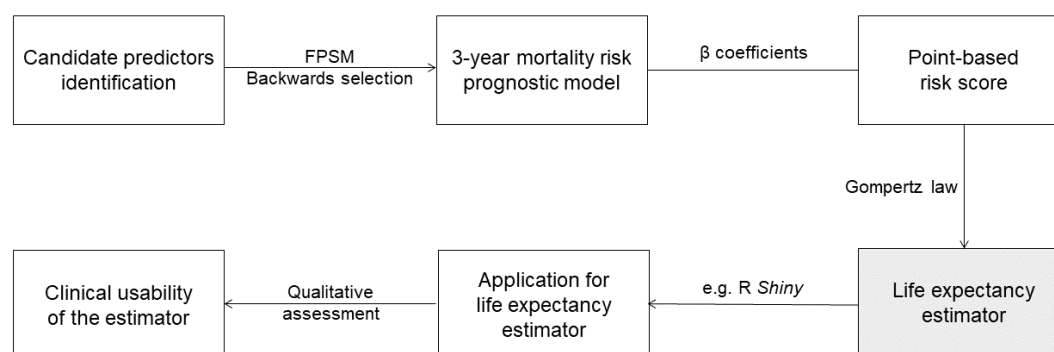 Candidate predictors
identification
FPSM
Backwards selection
3-year mortality risk
prognostic model
β coefficients
Point-based
risk score
Gompertz law
Life expectancy
estimator
e.g. R Shiny
Application for
life expectancy
estimator
Qualitative
assessment
Clinical usability
of the estimator